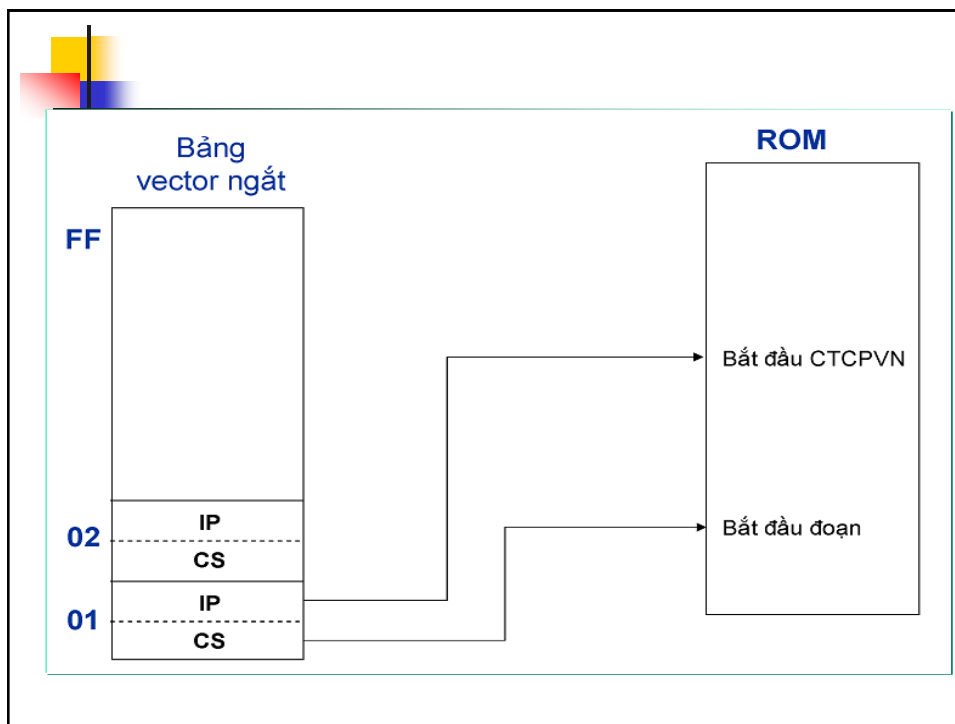 Bảng
vector ngắt
ROM
FF
Bắt đầu CTCPVN
02
IP
CS
Bắt đầu đoạn
01
IP
CS